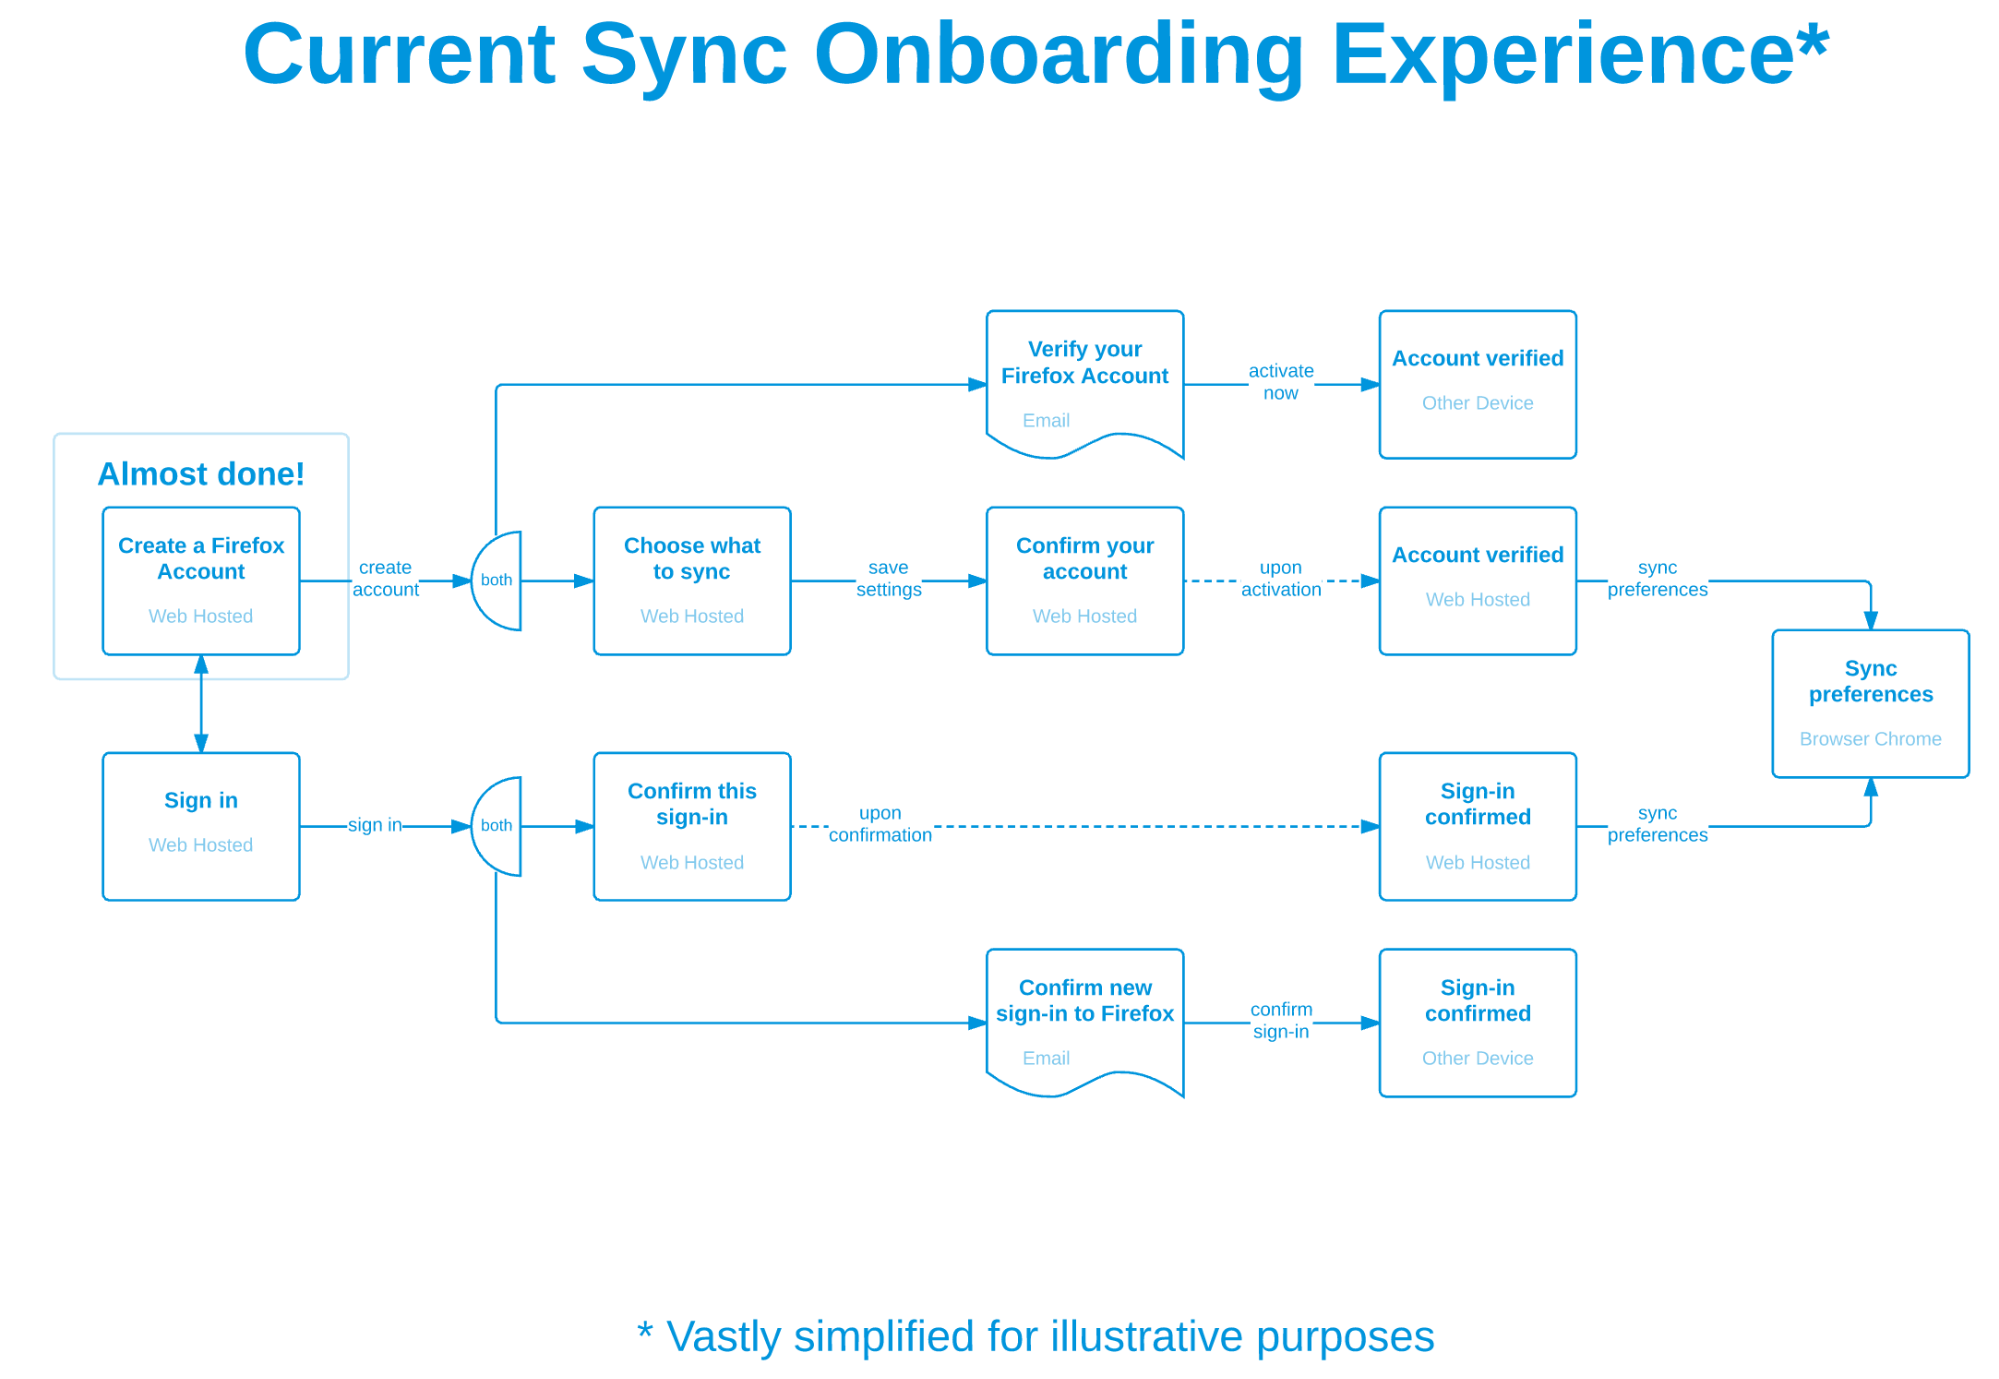 Current Sync Onboarding Experience*
Verify your
Firefox Account
Email
activate
now
Account verified
Other Device
Almost done!
Create a Firefox
Account
Web Hosted
create
account
both
Choose what
to sync
Web Hosted
save
settings
Confirm your
account
Web Hosted
upon
activation
Account verified
Web Hosted
sync
preferences
Sync
preferences
Browser Chrome
Sign in
Web Hosted
sign in
both
Confirm this
sign-in
Web Hosted
upon
confirmation
Sign-in
confirmed
Web Hosted
sync
preferences
Confirm new
sign-in to Firefox
Email
confirm
sign-in
Sign-in
confirmed
Other Device
* Vastly simplified for illustrative purposes